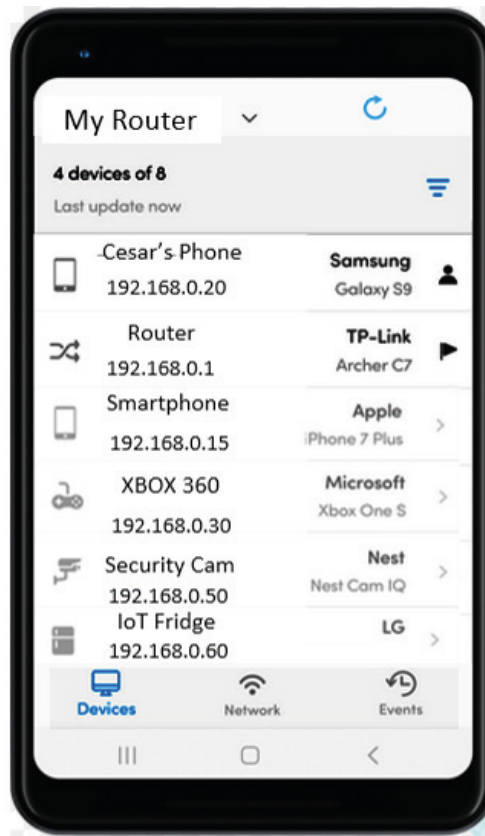 My Router
4 devices of 8
Last update now
Cesar's Phone Samsung
192.168.0.20 Galaxy S9
Router TP-Link
192.168.0.1 Archer C7
Smartphone Apple
192.168.0.15 iPhone 7 Plus
XBOX 360 Microsoft
192.168.0.30 Xbox One S
Security Cam Nest
192.168.0.50 Nest Cam IQ
IoT Fridge LG
192.168.0.60
Devices Network Events